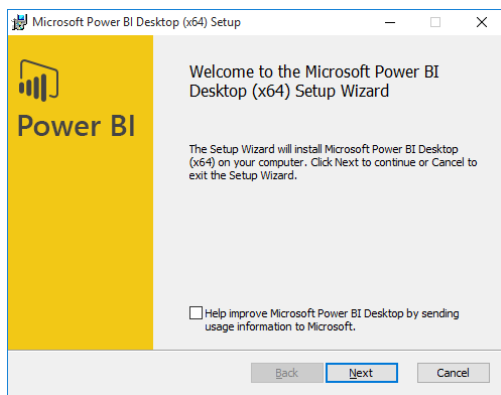 Microsoft Power BI Desktop (x64) Setup
Power BI
Welcome to the Microsoft Power BI
Desktop (x64) Setup Wizard
The Setup Wizard will install Microsoft Power BI Desktop
(x64) on your computer. Click Next to continue or Cancel to
exit the Setup Wizard.
Help improve Microsoft Power BI Desktop by sending
usage information to Microsoft.
Back Next Cancel